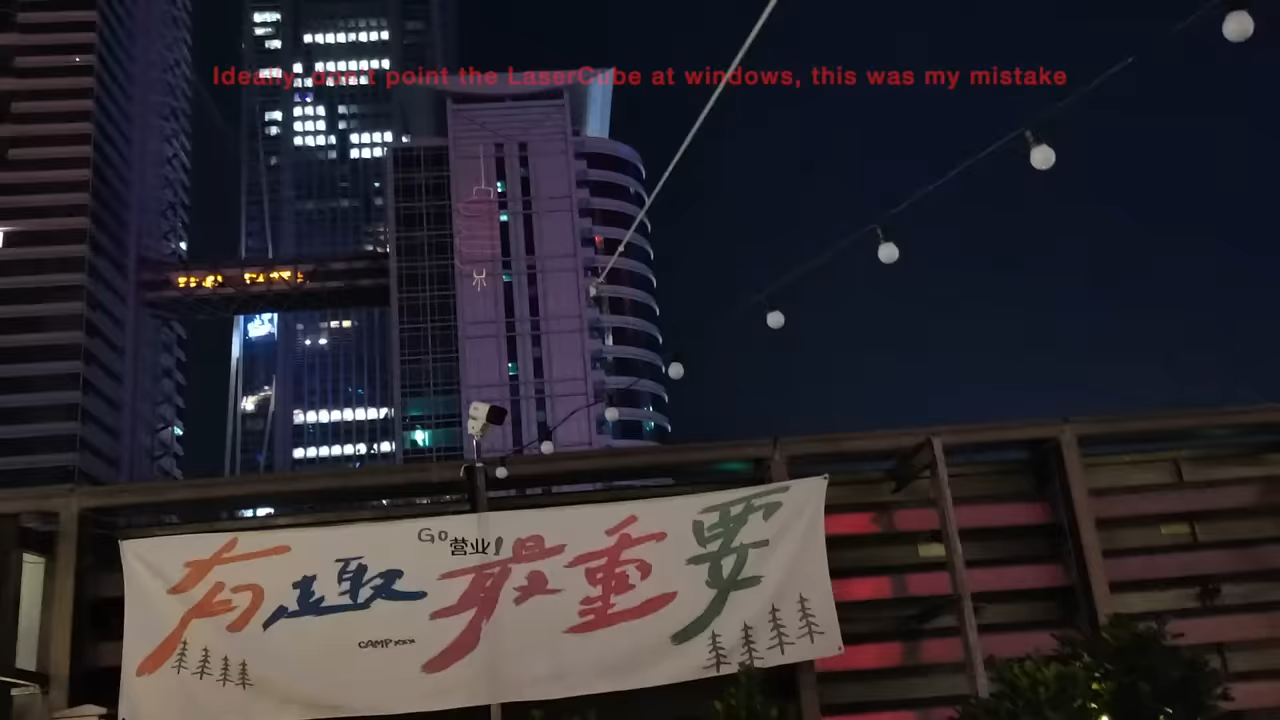 Ideally, don't point the LaserCube at windows, this was my mistake
Go营业!
有趣最重要
CAMP xxx